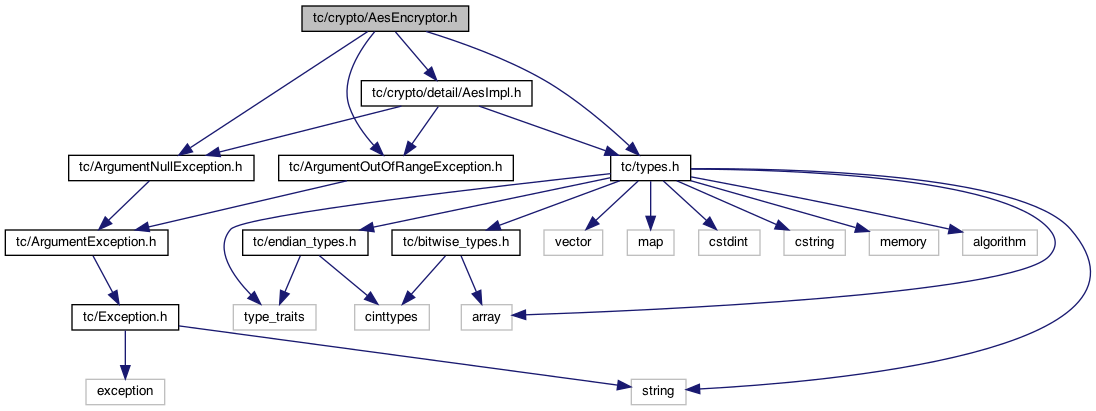 tc/crypto/AesEncryptor.h
tc/crypto/detail/AesImpl.h
tc/ArgumentNullException.h
tc/ArgumentOutOfRangeException.h
tc/types.h
tc/ArgumentException.h
tc/endian_types.h
tc/bitwise_types.h
vector
map
cstdint
cstring
memory
algorithm
tc/Exception.h
type_traits
cinttypes
array
exception
string